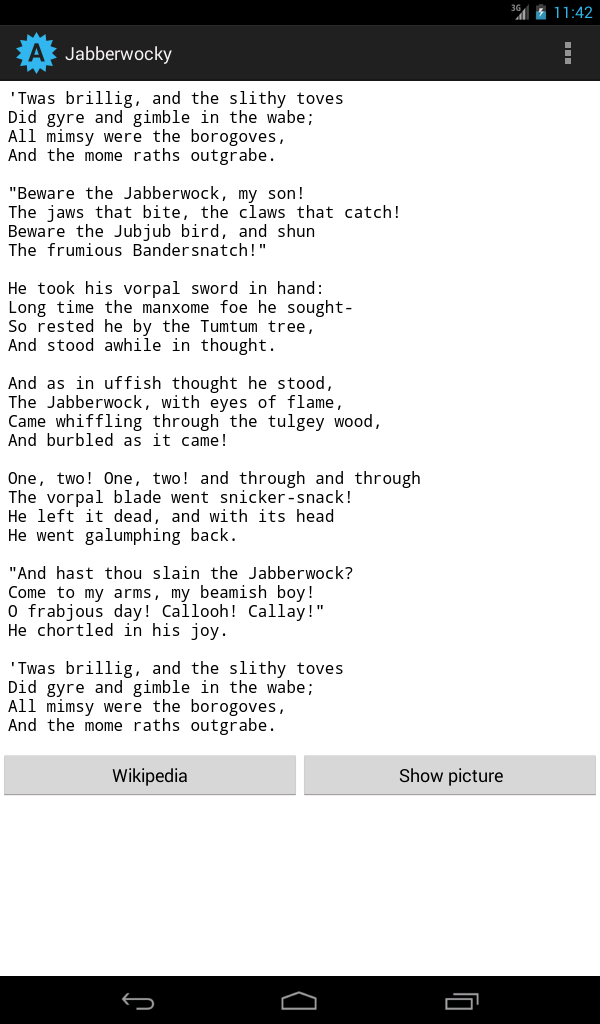 3G
11:42
A
Jabberwocky
'Twas brillig, and the slithy toves
Did gyre and gimble in the wabe;
All mimsy were the borogoves,
And the mome raths outgrabe.
"Beware the Jabberwock, my son!
The jaws that bite, the claws that catch!
Beware the Jubjub bird, and shun
The frumious Bandersnatch!"
He took his vorpal sword in hand:
Long time the manxome foe he sought-
So rested he by the Tumtum tree,
And stood awhile in thought.
And as in uffish thought he stood,
The Jabberwock, with eyes of flame,
Came whiffling through the tulgey wood,
And burbled as it came!
One, two! One, two! and through and through
The vorpal blade went snicker-snack!
He left it dead, and with its head
He went galumphing back.
"And hast thou slain the Jabberwock?
Come to my arms, my beamish boy!
O frabjous day! Callooh! Callay!"
He chortled in his joy.
'Twas brillig, and the slithy toves
Did gyre and gimble in the wabe;
All mimsy were the borogoves,
And the mome raths outgrabe.
Wikipedia
Show picture